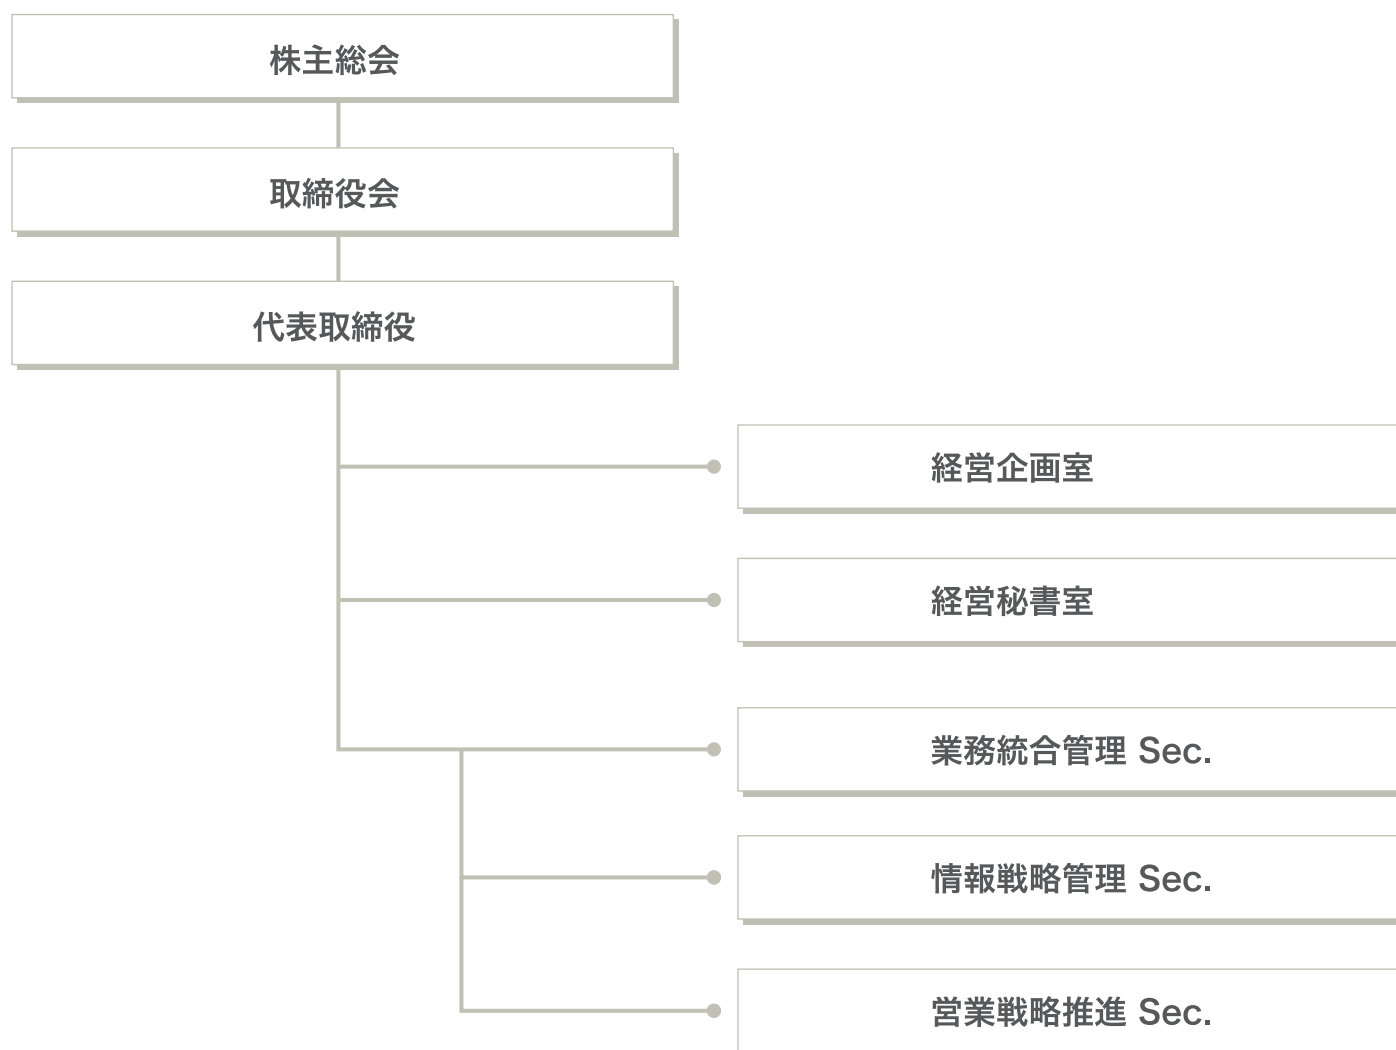 株主総会
取締役会
代表取締役
経営企画室
経営秘書室
業務統合管理 Sec.
情報戦略管理 Sec.
営業戦略推進 Sec.